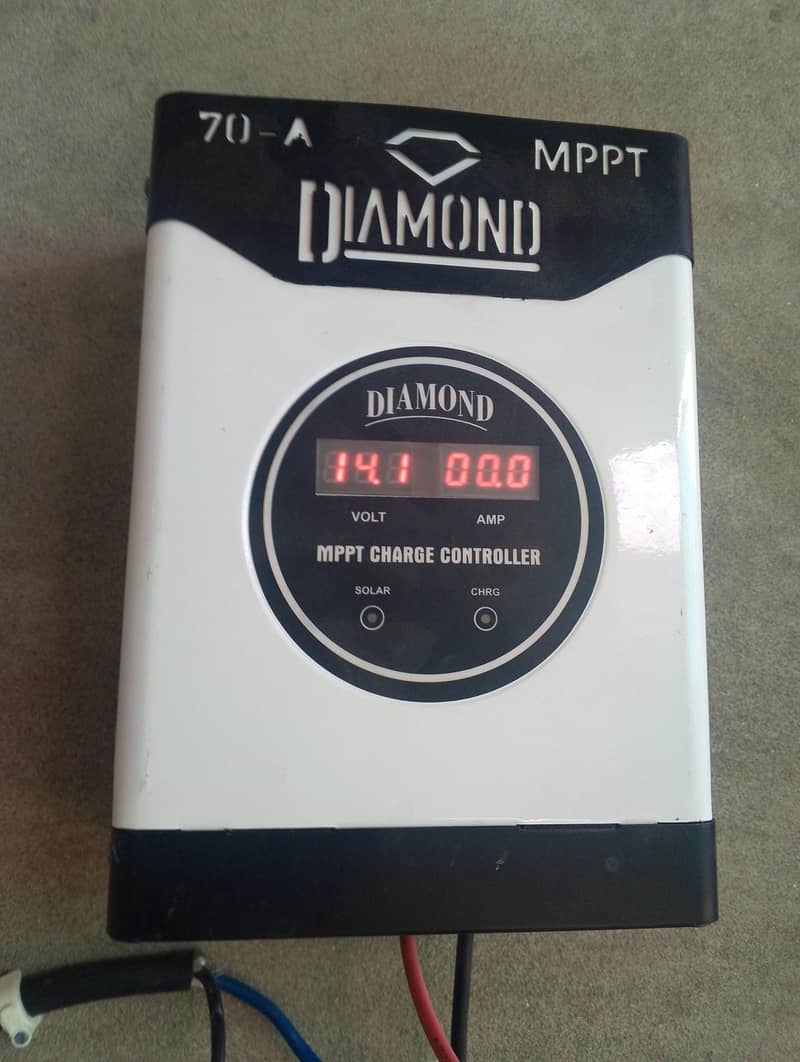 70-A
MPPT
DIAMOND
DIAMOND
14.1 00.0
VOLT AMP
MPPT CHARGE CONTROLLER
SOLAR CHRG